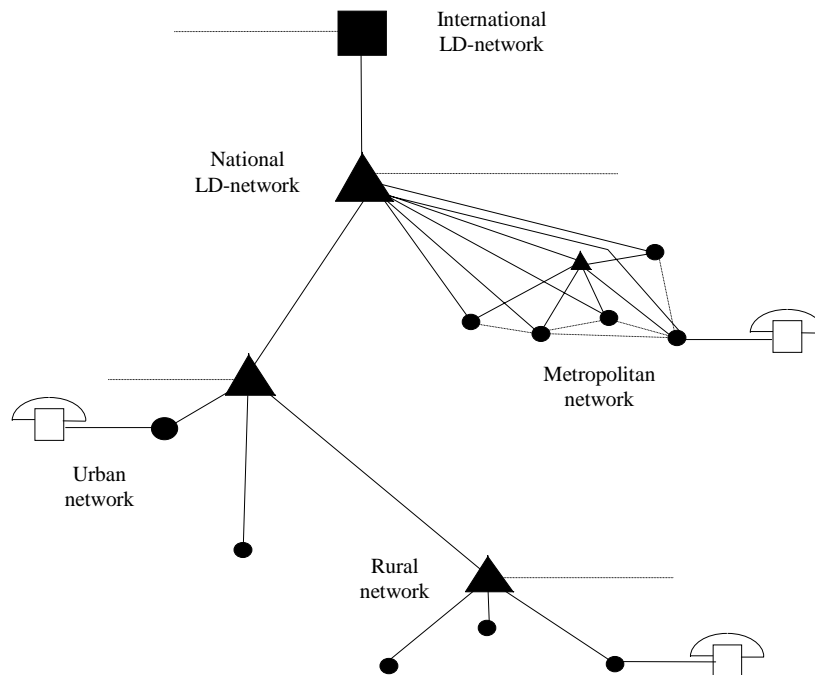 International
LD-network
National
LD-network
Metropolitan
network
Urban
network
Rural
network